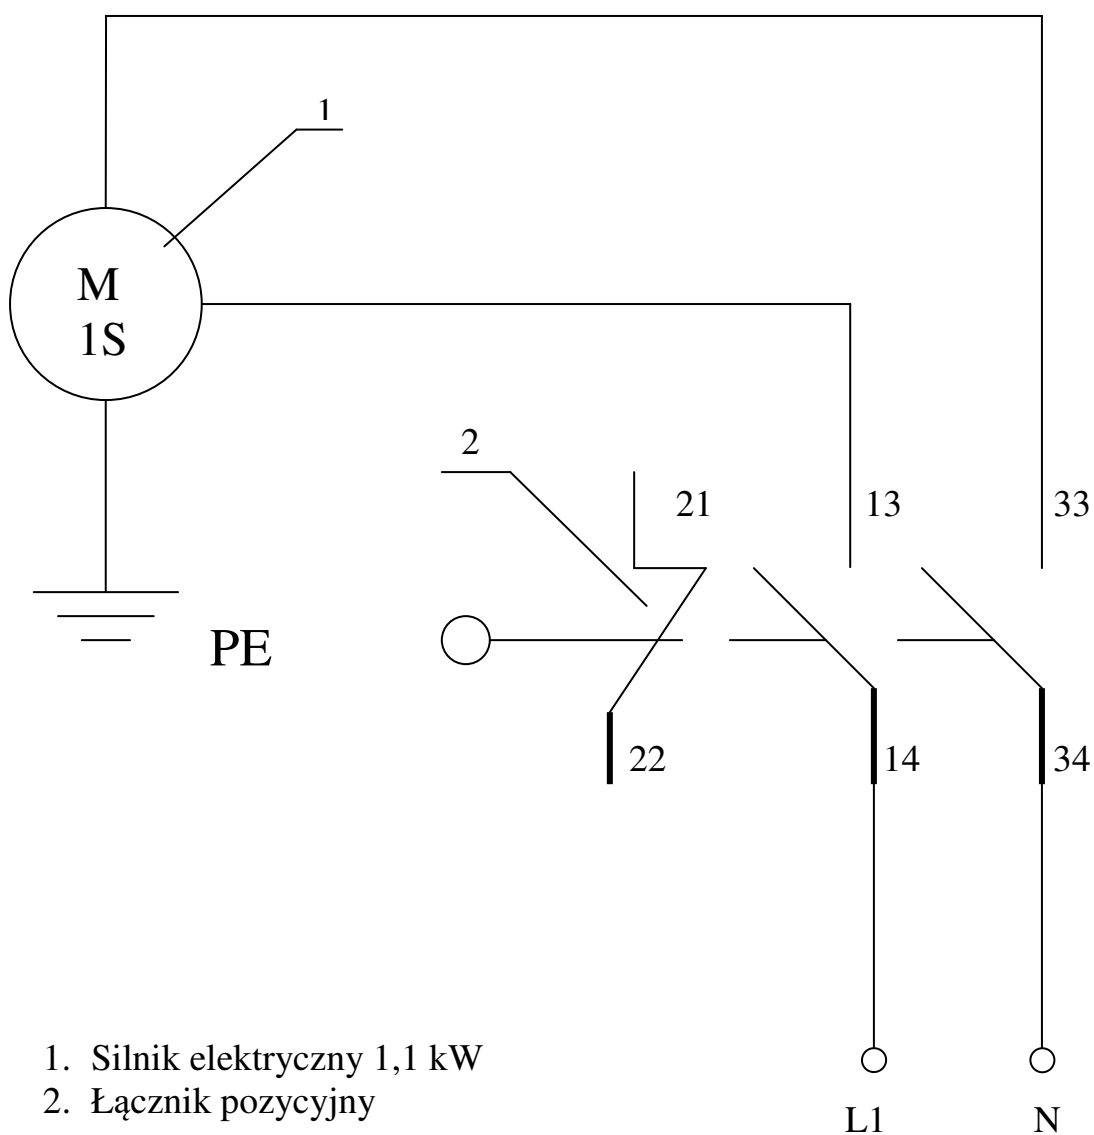 1
M
1S
2
21
13
33
PE
22
14
34
1. Silnik elektryczny 1,1 kW
2. Łącznik pozycyjny
L1
N